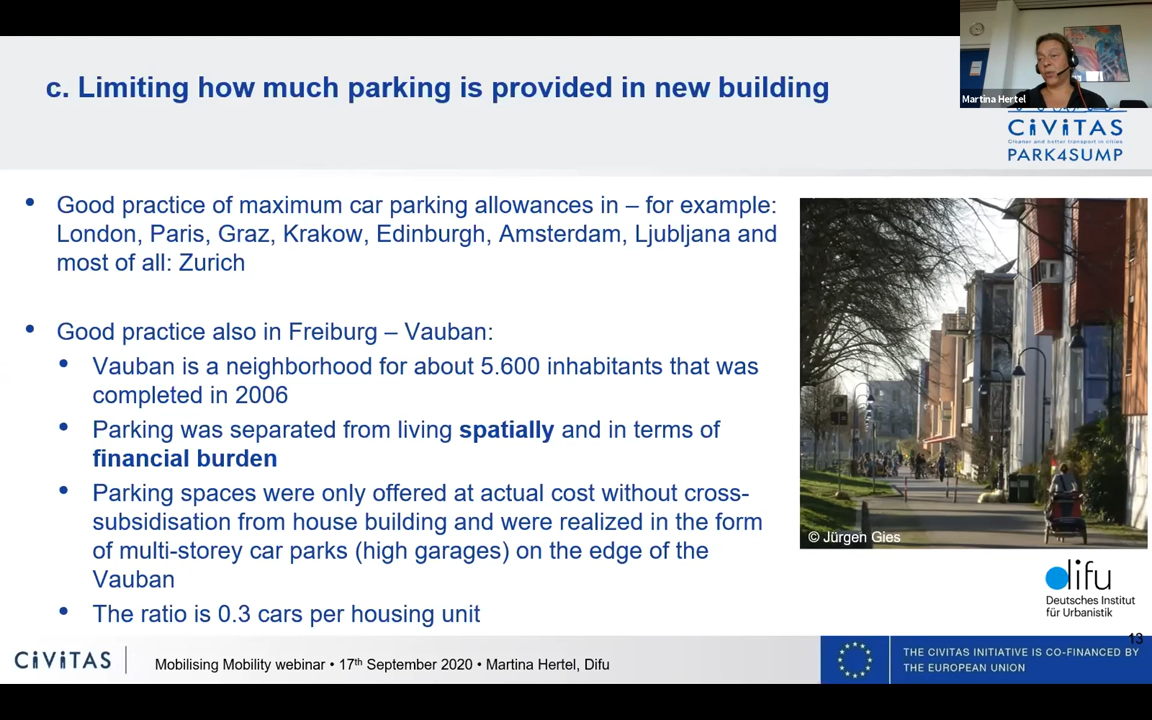 c. Limiting how much parking is provided in new building
Martina Hertel
CiViTAS
Cleaner and better transport in cities
PARK4SUMP
• Good practice of maximum car parking allowances in – for example:
London, Paris, Graz, Krakow, Edinburgh, Amsterdam, Ljubljana and
most of all: Zurich
• Good practice also in Freiburg – Vauban:
• Vauban is a neighborhood for about 5.600 inhabitants that was
completed in 2006
• Parking was separated from living spatially and in terms of
financial burden
• Parking spaces were only offered at actual cost without cross-
subsidisation from house building and were realized in the form
of multi-storey car parks (high garages) on the edge of the
Vauban
• The ratio is 0.3 cars per housing unit
© Jürgen Gies
difu
Deutsches Institut
für Urbanistik
13
CiViTAS
Mobilising Mobility webinar • 17th September 2020 • Martina Hertel, Difu
THE CIVITAS INITIATIVE IS CO-FINANCED BY
THE EUROPEAN UNION